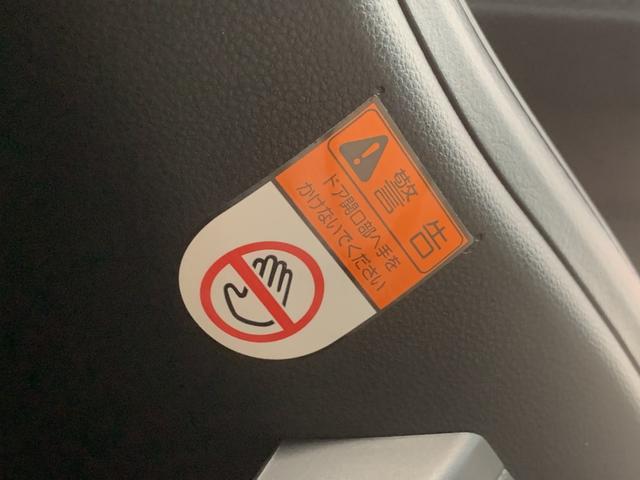 警告
ドア開口部へ手を
かけないでください